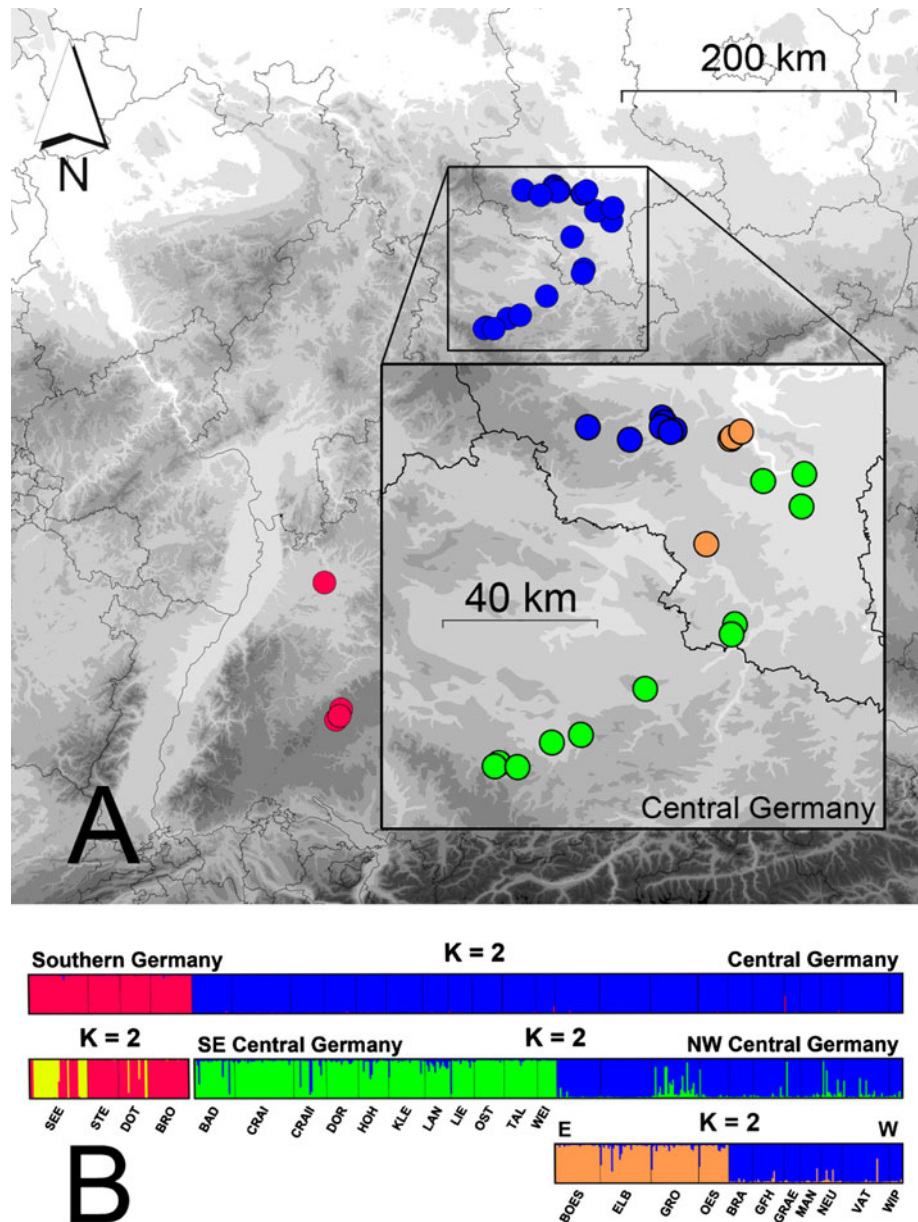 200 km
N
40 km
Central Germany
A
Southern Germany K = 2 Central Germany
K = 2 SE Central Germany K = 2 NW Central Germany
SEE STE DOT BRO BAD CRAI CRAII DOR HOH KLE LAN LIE OST TAL WEI
E K = 2 W
BOES ELB GRO OES BRA GFH GRAE MAN NEU VAT WIP
B